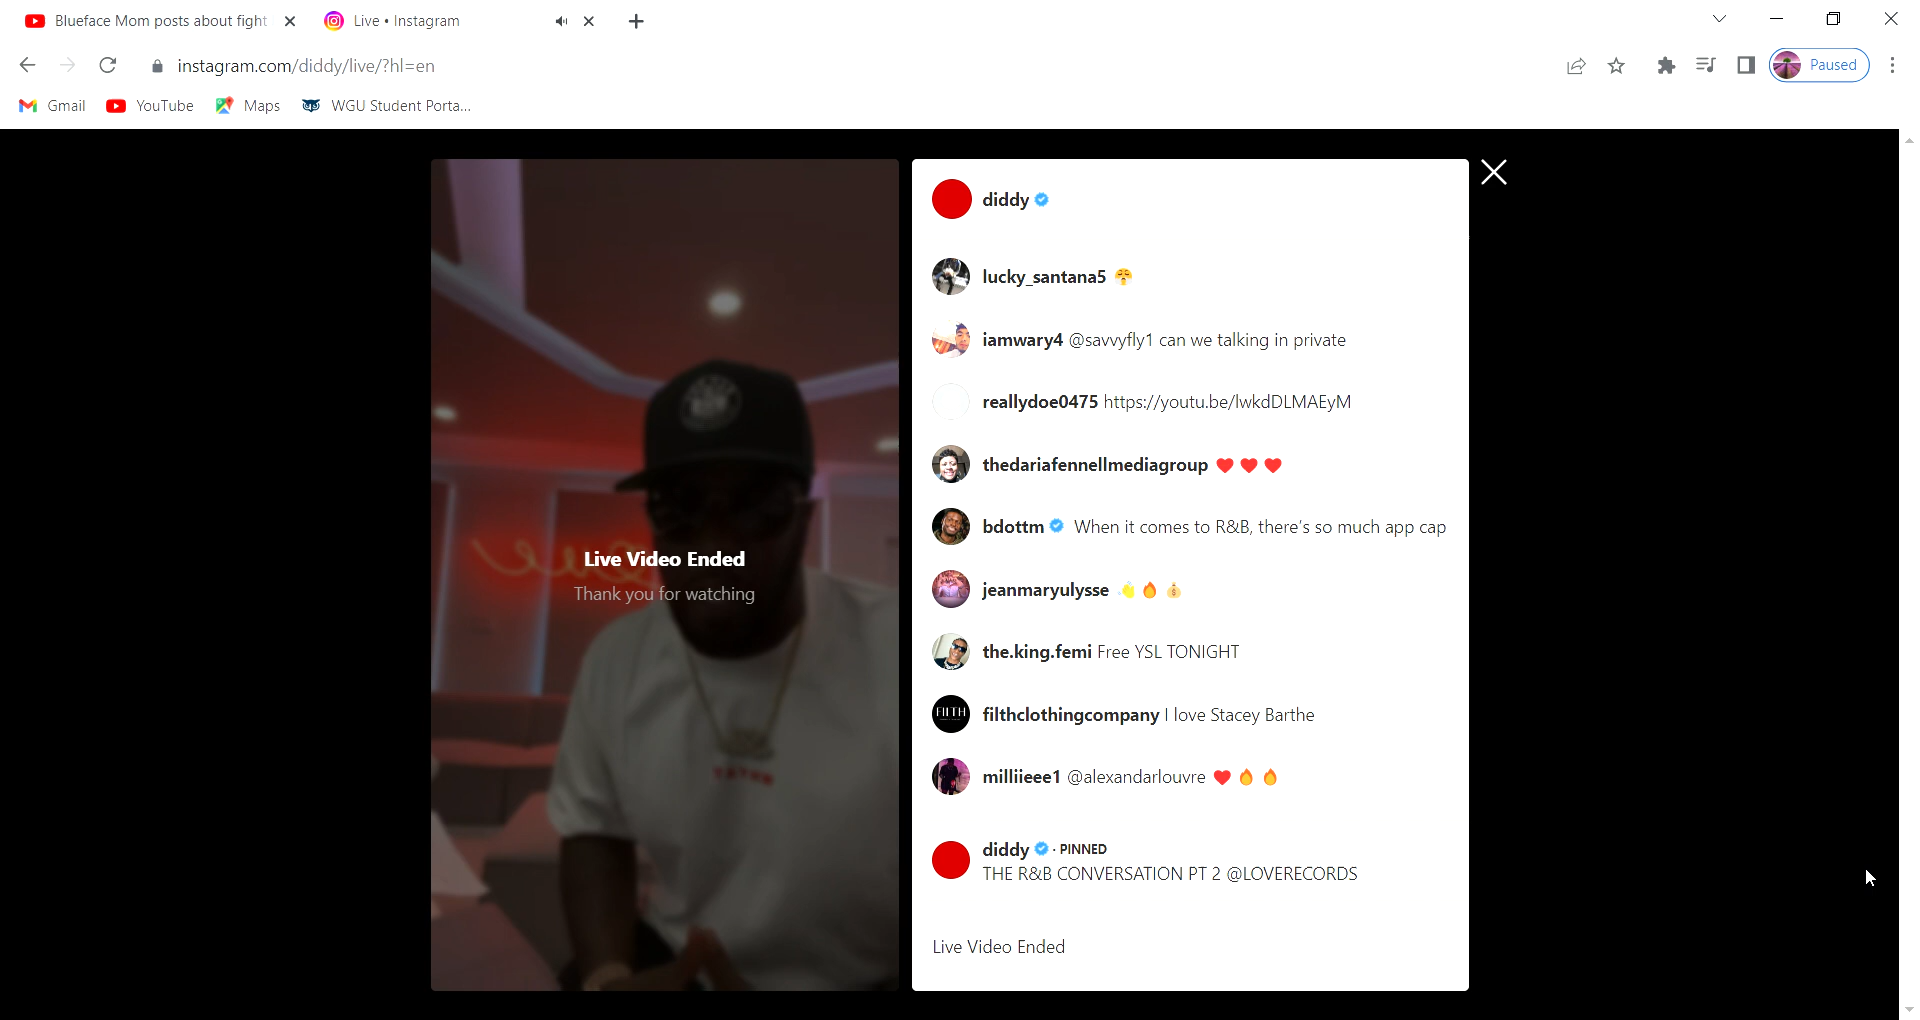 Blueface Mom posts about fight
Live • Instagram
instagram.com/diddy/live/?hl=en
Paused
Gmail
YouTube
Maps
WGU Student Porta...
diddy
lucky_santana5 😤
iamwary4 @savvyfly1 can we talking in private
reallydoe0475 https://youtu.be/lwkdDLMAEyM
thedariafennellmediagroup ❤️❤️❤️
bdottm When it comes to R&B, there's so much app cap
Live Video Ended
Thank you for watching
jeanmaryulysse 👏🔥💰
the.king.femi Free YSL TONIGHT
FIITH
filthclothingcompany I love Stacey Barthe
milliieee1 @alexandarlouvre ❤️🔥🔥
diddy · PINNED
THE R&B CONVERSATION PT 2 @LOVERECORDS
Live Video Ended